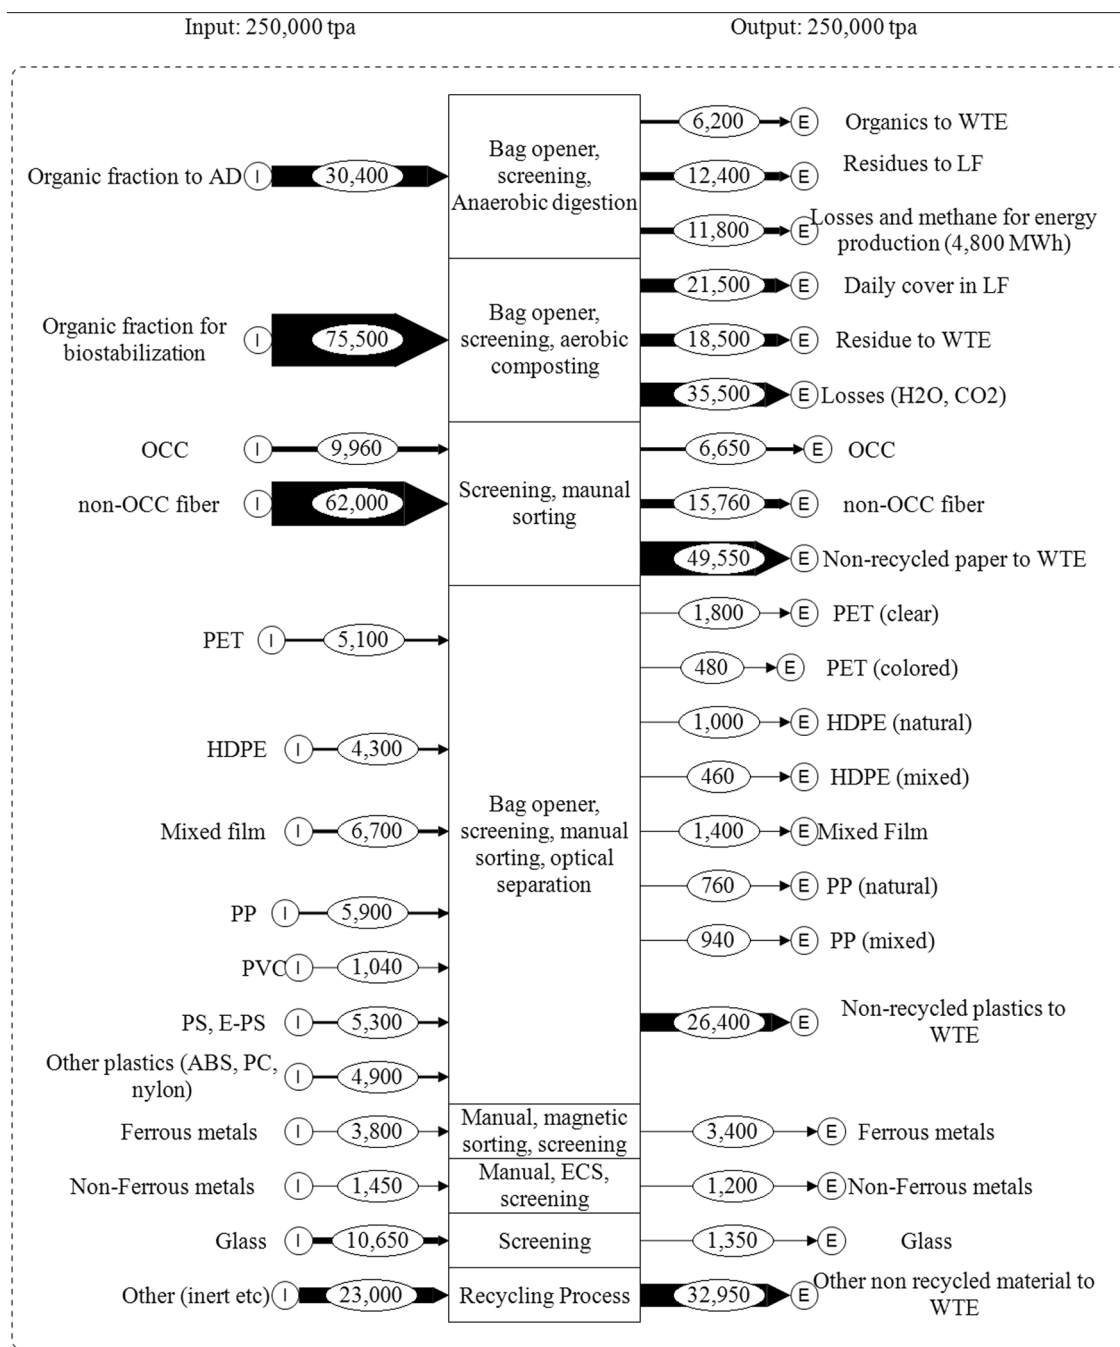 Input: 250,000 tpa
Output: 250,000 tpa
Organic fraction to AD
I
30,400
Bag opener,
screening,
Anaerobic digestion
6,200
E
Organics to WTE
12,400
E
Residues to LF
11,800
E
Losses and methane for energy
production (4,800 MWh)
Organic fraction for
biostabilization
I
75,500
Bag opener,
screening, aerobic
composting
21,500
E
Daily cover in LF
18,500
E
Residue to WTE
35,500
E
Losses (H2O, CO2)
OCC
I
9,960
non-OCC fiber
I
62,000
Screening, maunal
sorting
6,650
E
OCC
15,760
E
non-OCC fiber
49,550
E
Non-recycled paper to WTE
PET
I
5,100
HDPE
I
4,300
Mixed film
I
6,700
PP
I
5,900
PVC
I
1,040
PS, E-PS
I
5,300
Other plastics (ABS, PC,
nylon)
I
4,900
Bag opener,
screening, manual
sorting, optical
separation
1,800
E
PET (clear)
480
E
PET (colored)
1,000
E
HDPE (natural)
460
E
HDPE (mixed)
1,400
E
Mixed Film
760
E
PP (natural)
940
E
PP (mixed)
26,400
E
Non-recycled plastics to
WTE
Ferrous metals
I
3,800
Manual, magnetic
sorting, screening
3,400
E
Ferrous metals
Non-Ferrous metals
I
1,450
Manual, ECS,
screening
1,200
E
Non-Ferrous metals
Glass
I
10,650
Screening
1,350
E
Glass
Other (inert etc)
I
23,000
Recycling Process
32,950
E
Other non recycled material to
WTE